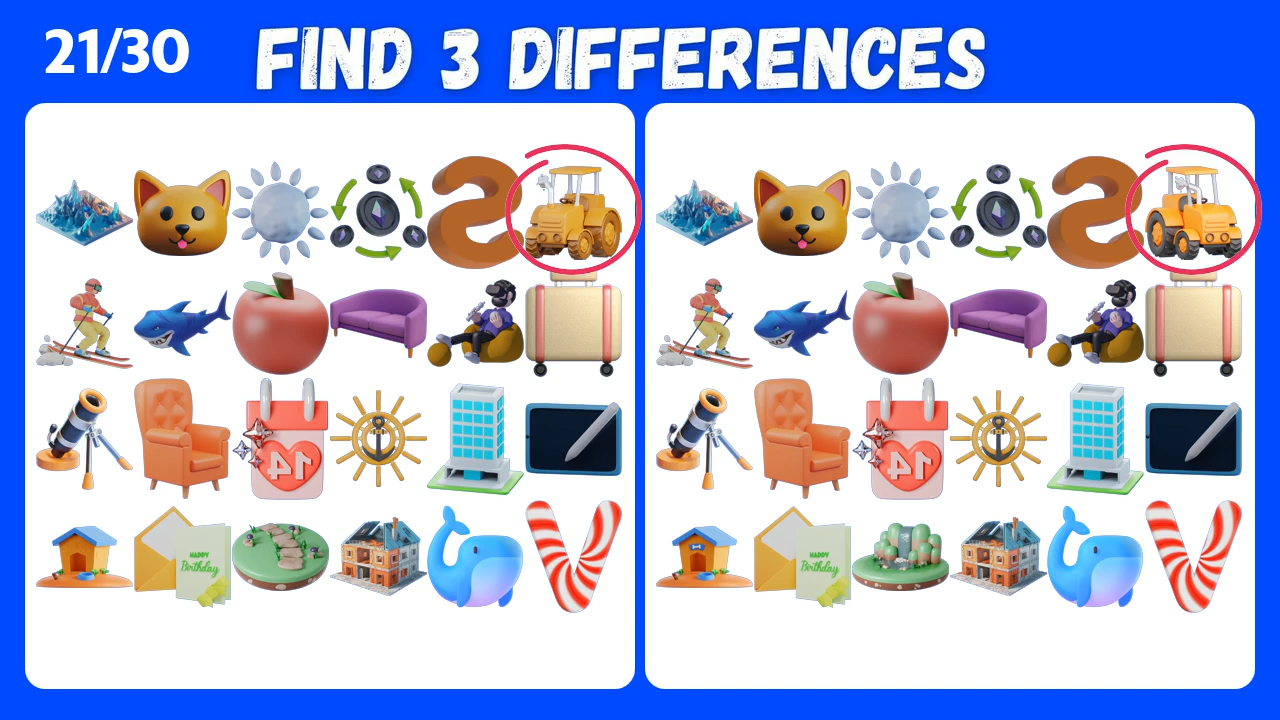 21/30
FIND 3 DIFFERENCES
S
14
HAPPY
Birthday
V
S
14
HAPPY
Birthday
V